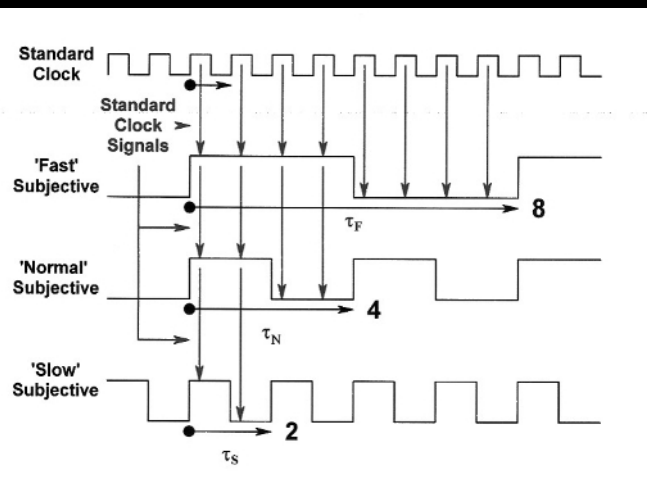 Standard
Clock
Standard
Clock
Signals
'Fast'
Subjective
8
τF
'Normal'
Subjective
4
τN
'Slow'
Subjective
2
τS